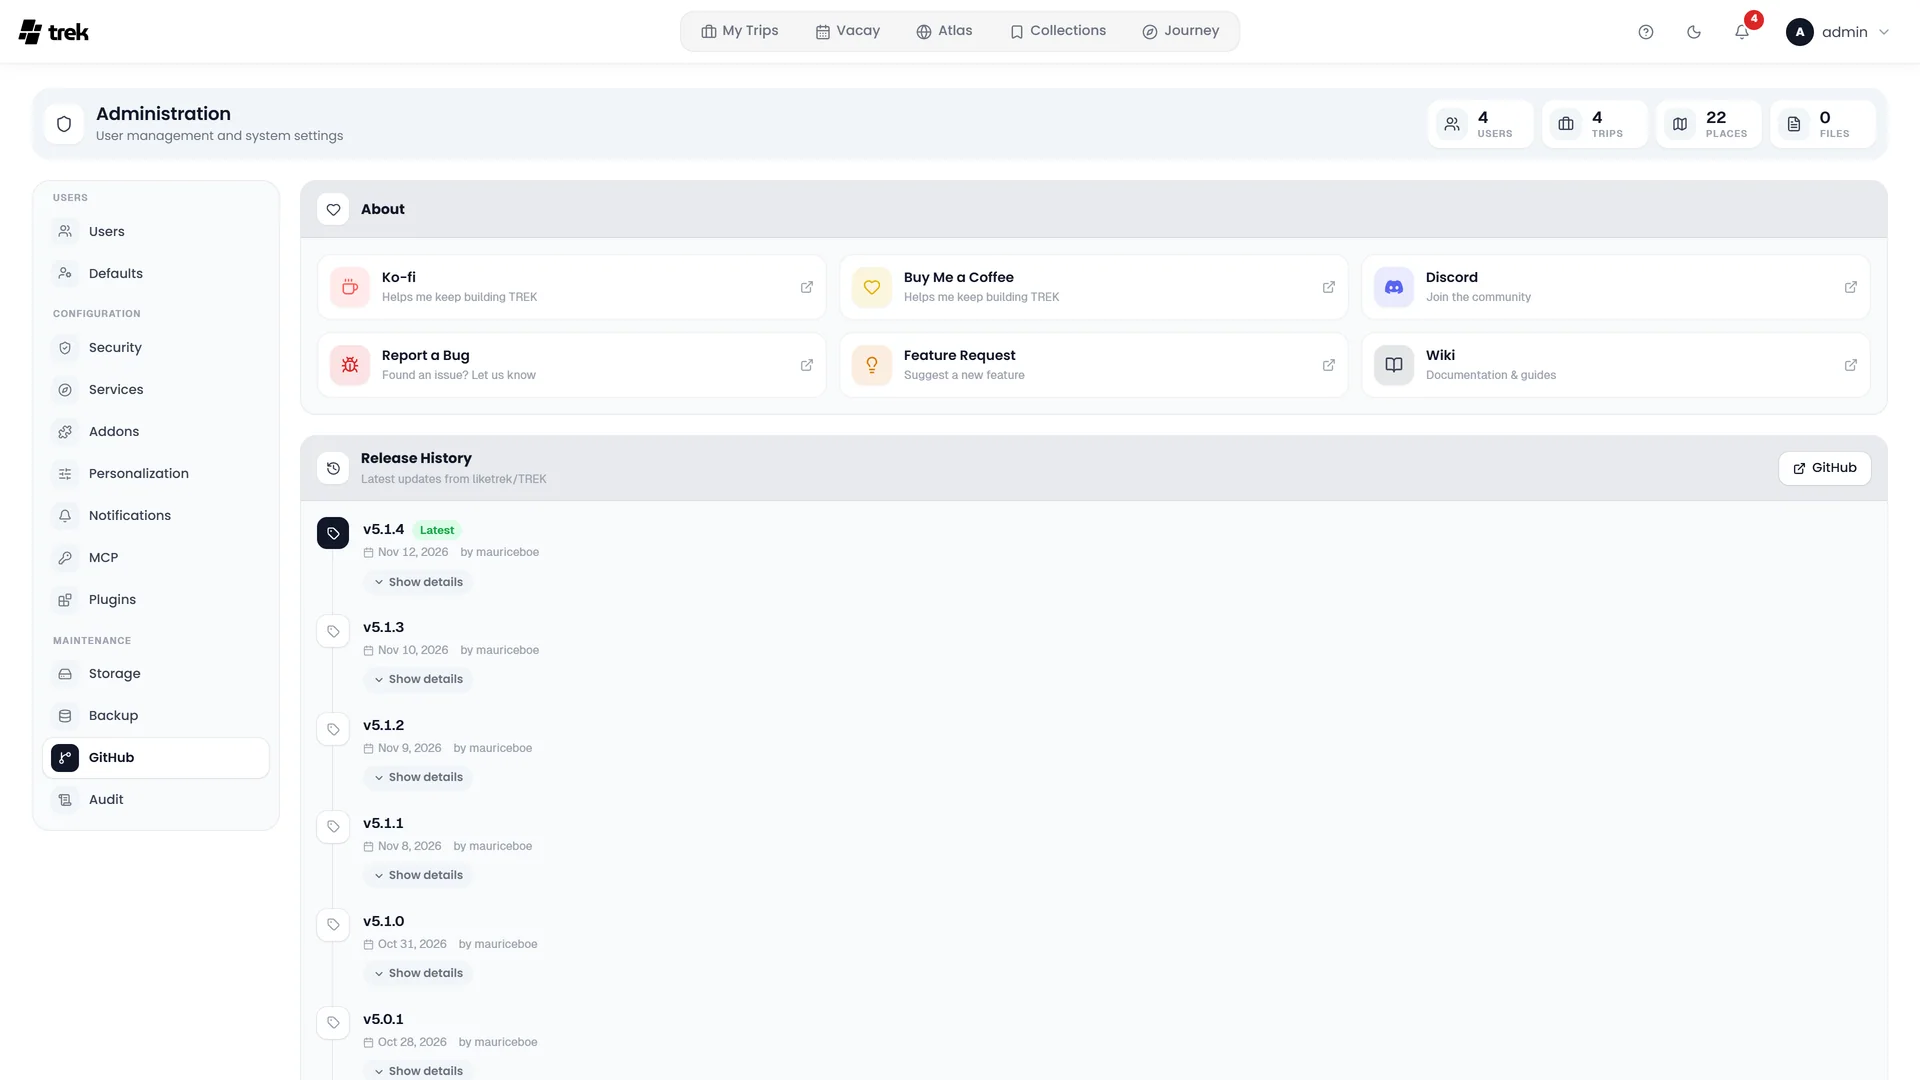 trek
My Trips
Vacay
Atlas
Collections
Journey
4
A
admin
Administration
User management and system settings
4
USERS
4
TRIPS
22
PLACES
0
FILES
USERS
Users
Defaults
CONFIGURATION
Security
Services
Addons
Personalization
Notifications
MCP
Plugins
MAINTENANCE
Storage
Backup
GitHub
Audit
About
Ko-fi
Helps me keep building TREK
Buy Me a Coffee
Helps me keep building TREK
Discord
Join the community
Report a Bug
Found an issue? Let us know
Feature Request
Suggest a new feature
Wiki
Documentation & guides
Release History
Latest updates from liketrek/TREK
GitHub
v5.1.4 Latest
Nov 12, 2026 by mauriceboe
Show details
v5.1.3
Nov 10, 2026 by mauriceboe
Show details
v5.1.2
Nov 9, 2026 by mauriceboe
Show details
v5.1.1
Nov 8, 2026 by mauriceboe
Show details
v5.1.0
Oct 31, 2026 by mauriceboe
Show details
v5.0.1
Oct 28, 2026 by mauriceboe
Show details